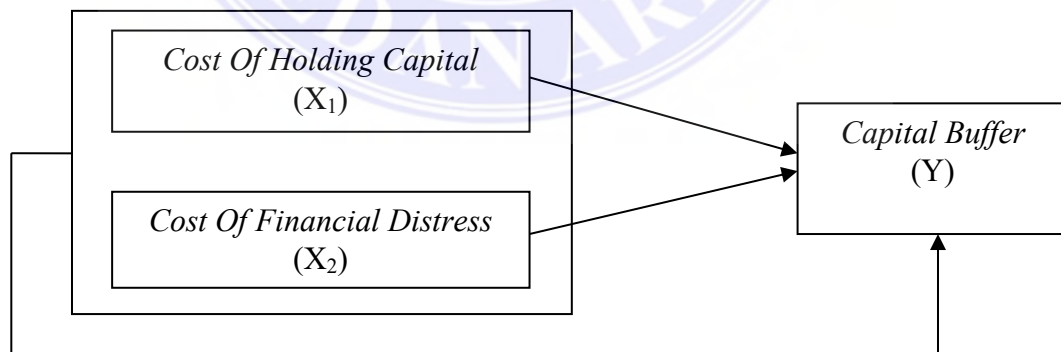 Cost Of Holding Capital
(X₁)
Capital Buffer
(Y)
Cost Of Financial Distress
(X₂)